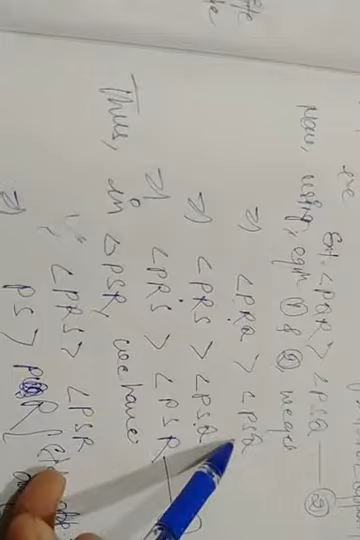 Ext. <PQR > <PSQ — ②
Now, using eqn ① & ② we get
⇒ <PRQ > <PSQ
⇒ <PRS > <PSQ
⇒ <PRS > <PSR
Thus, in △PSR, we have
∵ <PRS > <PSR
⇒ PS > PR